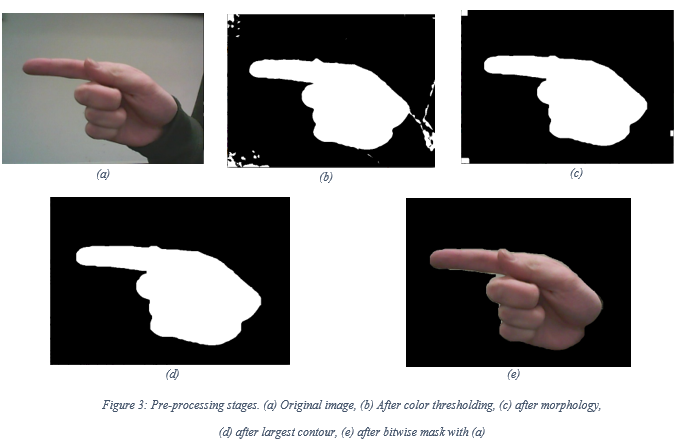 (a)
(b)
(c)
(d)
(e)
Figure 3: Pre-processing stages. (a) Original image, (b) After color thresholding, (c) after morphology,
(d) after largest contour, (e) after bitwise mask with (a)